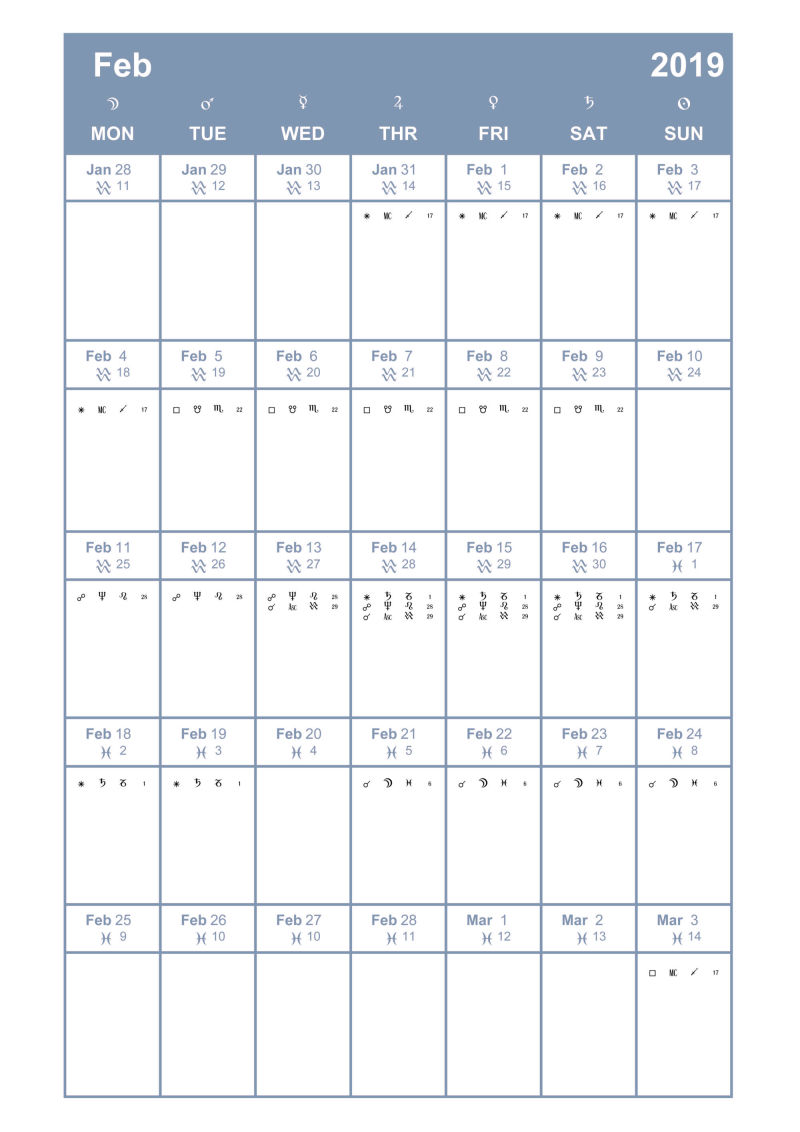 Feb 2019
☽ ♂ ☿ ♃ ♀ ♄ ☉
MON TUE WED THR FRI SAT SUN
Jan 28 Jan 29 Jan 30 Jan 31 Feb 1 Feb 2 Feb 3
♒ 11 ♒ 12 ♒ 13 ♒ 14 ♒ 15 ♒ 16 ♒ 17
⚹ MC ♐ 17 ⚹ MC ♐ 17 ⚹ MC ♐ 17 ⚹ MC ♐ 17
Feb 4 Feb 5 Feb 6 Feb 7 Feb 8 Feb 9 Feb 10
♒ 18 ♒ 19 ♒ 20 ♒ 21 ♒ 22 ♒ 23 ♒ 24
⚹ MC ♐ 17 □ ☋ ♏ 22 □ ☋ ♏ 22 □ ☋ ♏ 22 □ ☋ ♏ 22 □ ☋ ♏ 22
Feb 11 Feb 12 Feb 13 Feb 14 Feb 15 Feb 16 Feb 17
♒ 25 ♒ 26 ♒ 27 ♒ 28 ♒ 29 ♒ 30 ♓ 1
☍ ♆ ♌ 28 ☍ ♆ ♌ 28 ☍ ♆ ♌ 28 ⚹ ♄ ♉ 1 ⚹ ♄ ♉ 1 ⚹ ♄ ♉ 1 ⚹ ♄ ♉ 1
☌ Asc ♒ 29 ☍ ♆ ♌ 28 ☍ ♆ ♌ 28 ☍ ♆ ♌ 28 ☌ Asc ♒ 29
☌ Asc ♒ 29 ☌ Asc ♒ 29 ☌ Asc ♒ 29
Feb 18 Feb 19 Feb 20 Feb 21 Feb 22 Feb 23 Feb 24
♓ 2 ♓ 3 ♓ 4 ♓ 5 ♓ 6 ♓ 7 ♓ 8
⚹ ♄ ♉ 1 ⚹ ♄ ♉ 1 ☌ ☽ ♓ 6 ☌ ☽ ♓ 6 ☌ ☽ ♓ 6 ☌ ☽ ♓ 6
Feb 25 Feb 26 Feb 27 Feb 28 Mar 1 Mar 2 Mar 3
♓ 9 ♓ 10 ♓ 10 ♓ 11 ♓ 12 ♓ 13 ♓ 14
□ MC ♐ 17